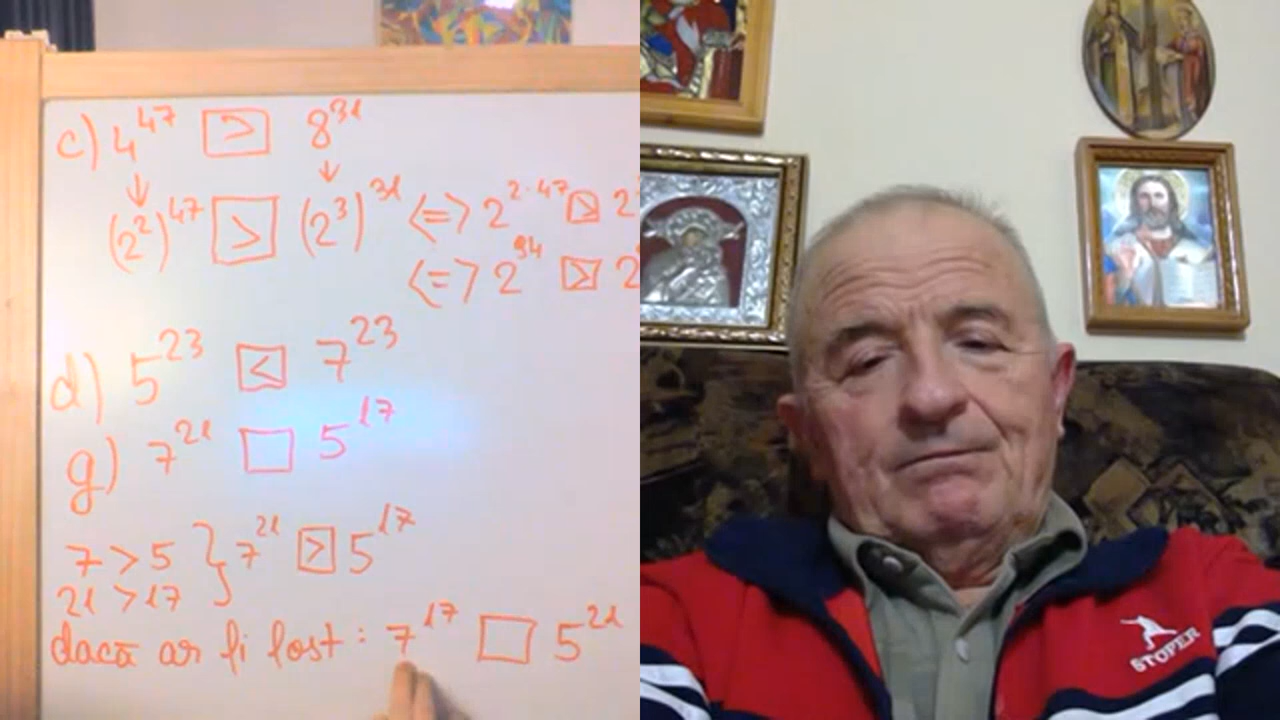 c) 4^47 > 8^31
↓ ↓
(2^2)^47 > (2^3)^31 <=> 2^2·47 > 2
<=> 2^94 > 2
d) 5^23 < 7^23
g) 7^21 □ 5^17
7 > 5 } 7^21 > 5^17
21 > 17
dacă ar fi fost: 7^17 □ 5^21
STOPER